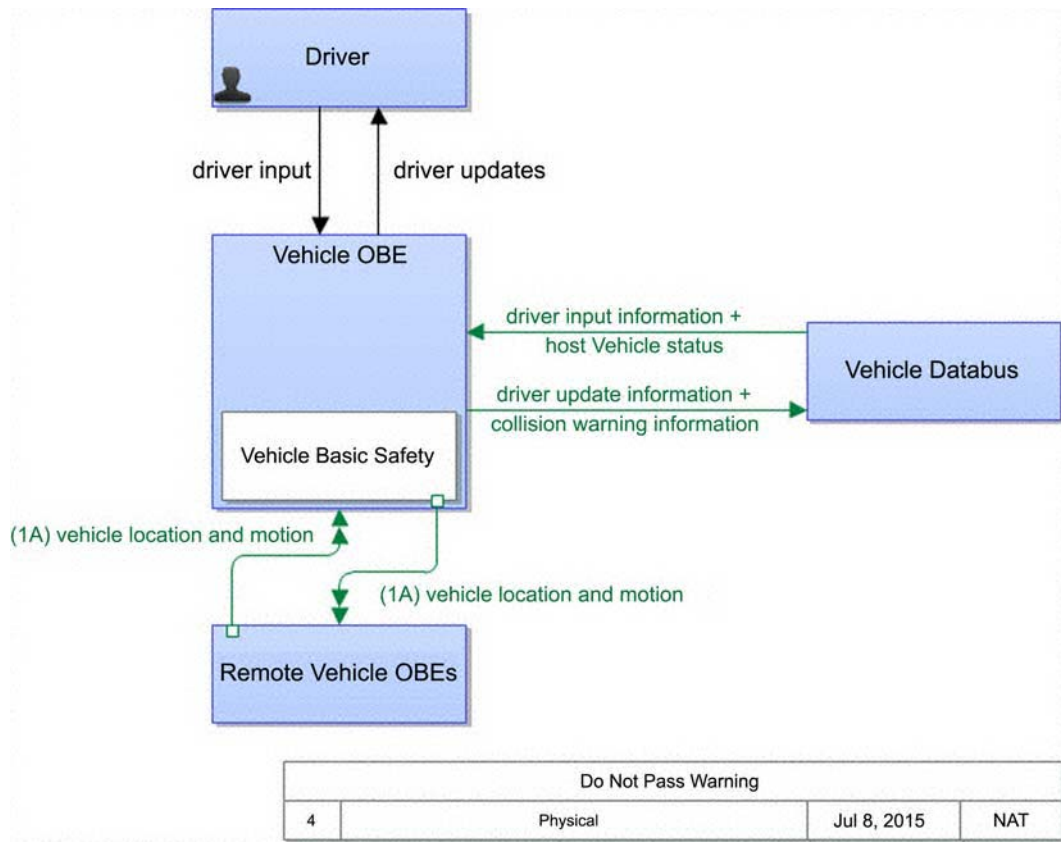 Driver
driver input
driver updates
Vehicle OBE
driver input information +
host Vehicle status
Vehicle Databus
driver update information +
collision warning information
Vehicle Basic Safety
(1A) vehicle location and motion
(1A) vehicle location and motion
Remote Vehicle OBEs
Do Not Pass Warning
4 Physical Jul 8, 2015 NAT